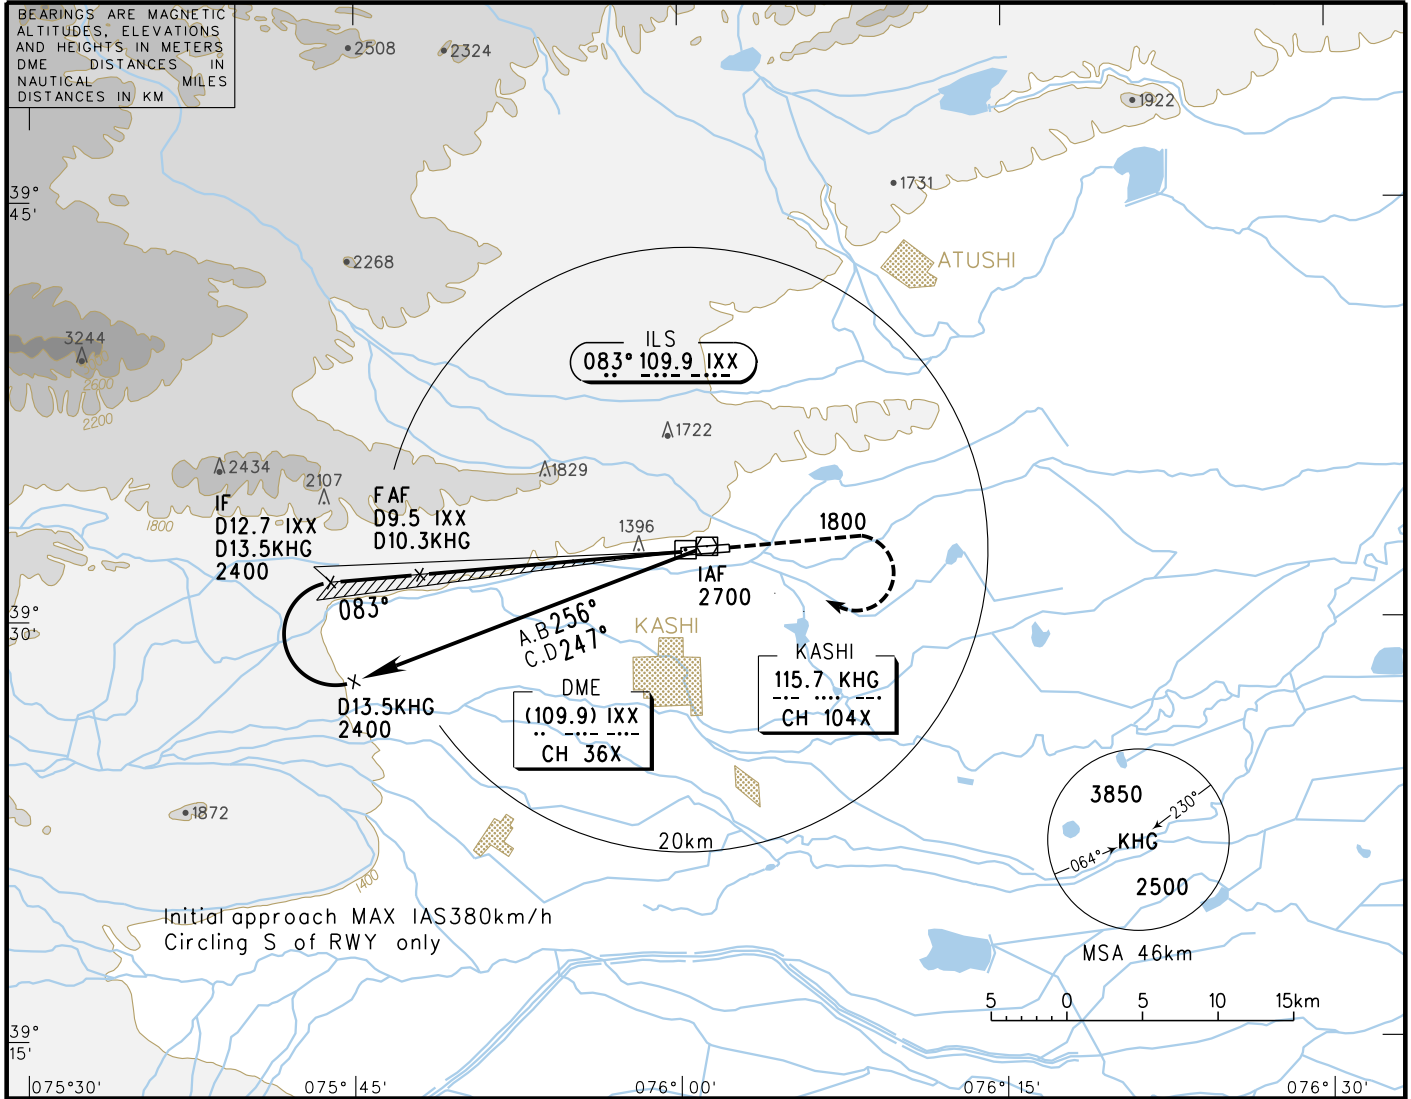 BEARINGS ARE MAGNETIC
ALTITUDES, ELEVATIONS
AND HEIGHTS IN METERS
DME DISTANCES IN
NAUTICAL MILES
DISTANCES IN KM
2508
2324
1922
39°
45'
1731
ATUSHI
2268
3244
2600
2200
ILS
083° 109.9 IXX
1722
2434
2107
1829
1800
IF
D12.7 IXX
D13.5KHG
2400
FAF
D9.5 IXX
D10.3KHG
1396
1800
IAF
2700
083°
39°
30'
A.B 256°
C.D 247°
KASHI
D13.5KHG
2400
DME
(109.9) IXX
CH 36X
KASHI
115.7 KHG
CH 104X
1872
1400
20km
3850
230°
KHG
064°
2500
MSA 46km
Initial approach MAX IAS380km/h
Circling S of RWY only
5 0 5 10 15km
39°
15'
075°30' 075°45' 076°00' 076°15' 076°30'